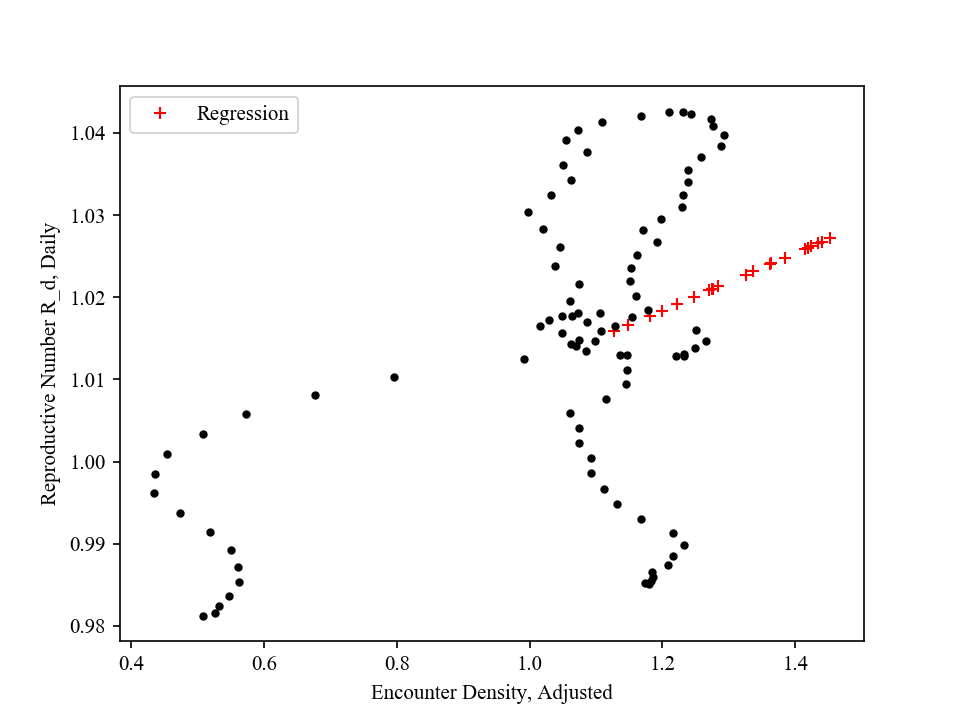 Regression
1.04
1.03
1.02
1.01
1.00
0.99
0.98
Reproductive Number R_d, Daily
0.4 0.6 0.8 1.0 1.2 1.4
Encounter Density, Adjusted